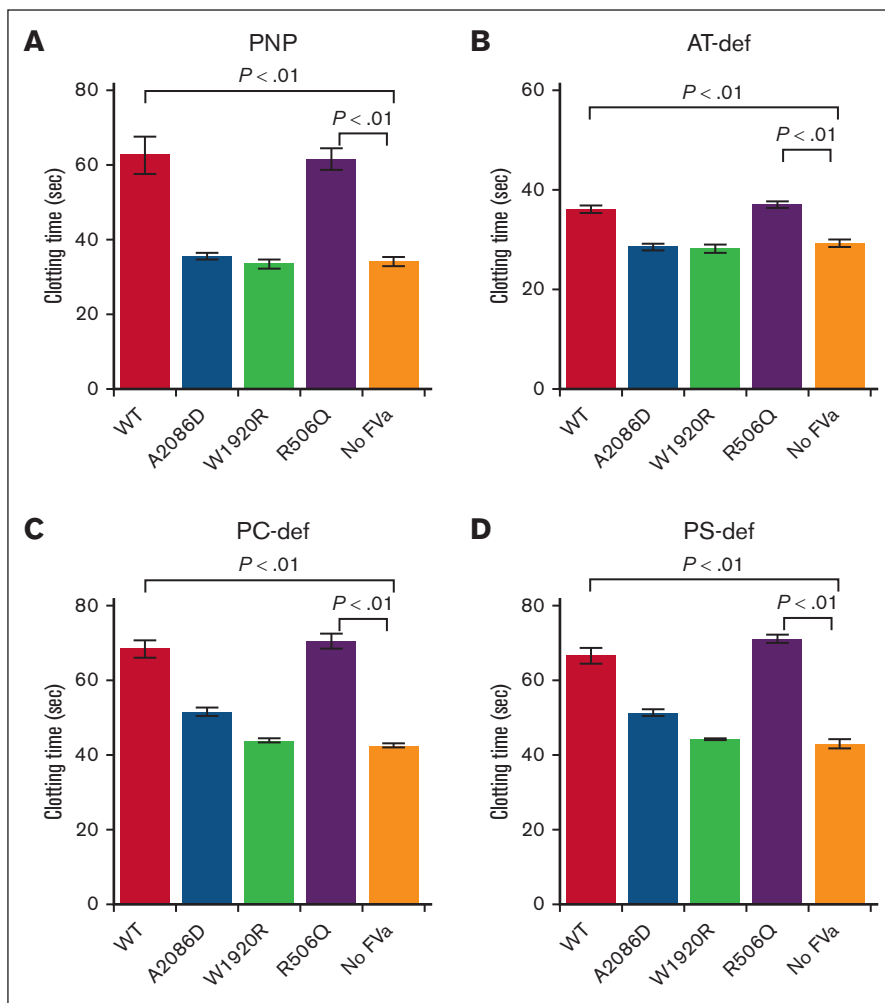 A PNP
P < .01
P < .01
Clotting time (sec)
80
60
40
20
0
WT
A2086D
W1920R
R506Q
No FVa
B AT-def
P < .01
P < .01
Clotting time (sec)
60
40
20
0
WT
A2086D
W1920R
R506Q
No FVa
C PC-def
P < .01
P < .01
Clotting time (sec)
80
60
40
20
0
WT
A2086D
W1920R
R506Q
No FVa
D PS-def
P < .01
P < .01
Clotting time (sec)
80
60
40
20
0
WT
A2086D
W1920R
R506Q
No FVa